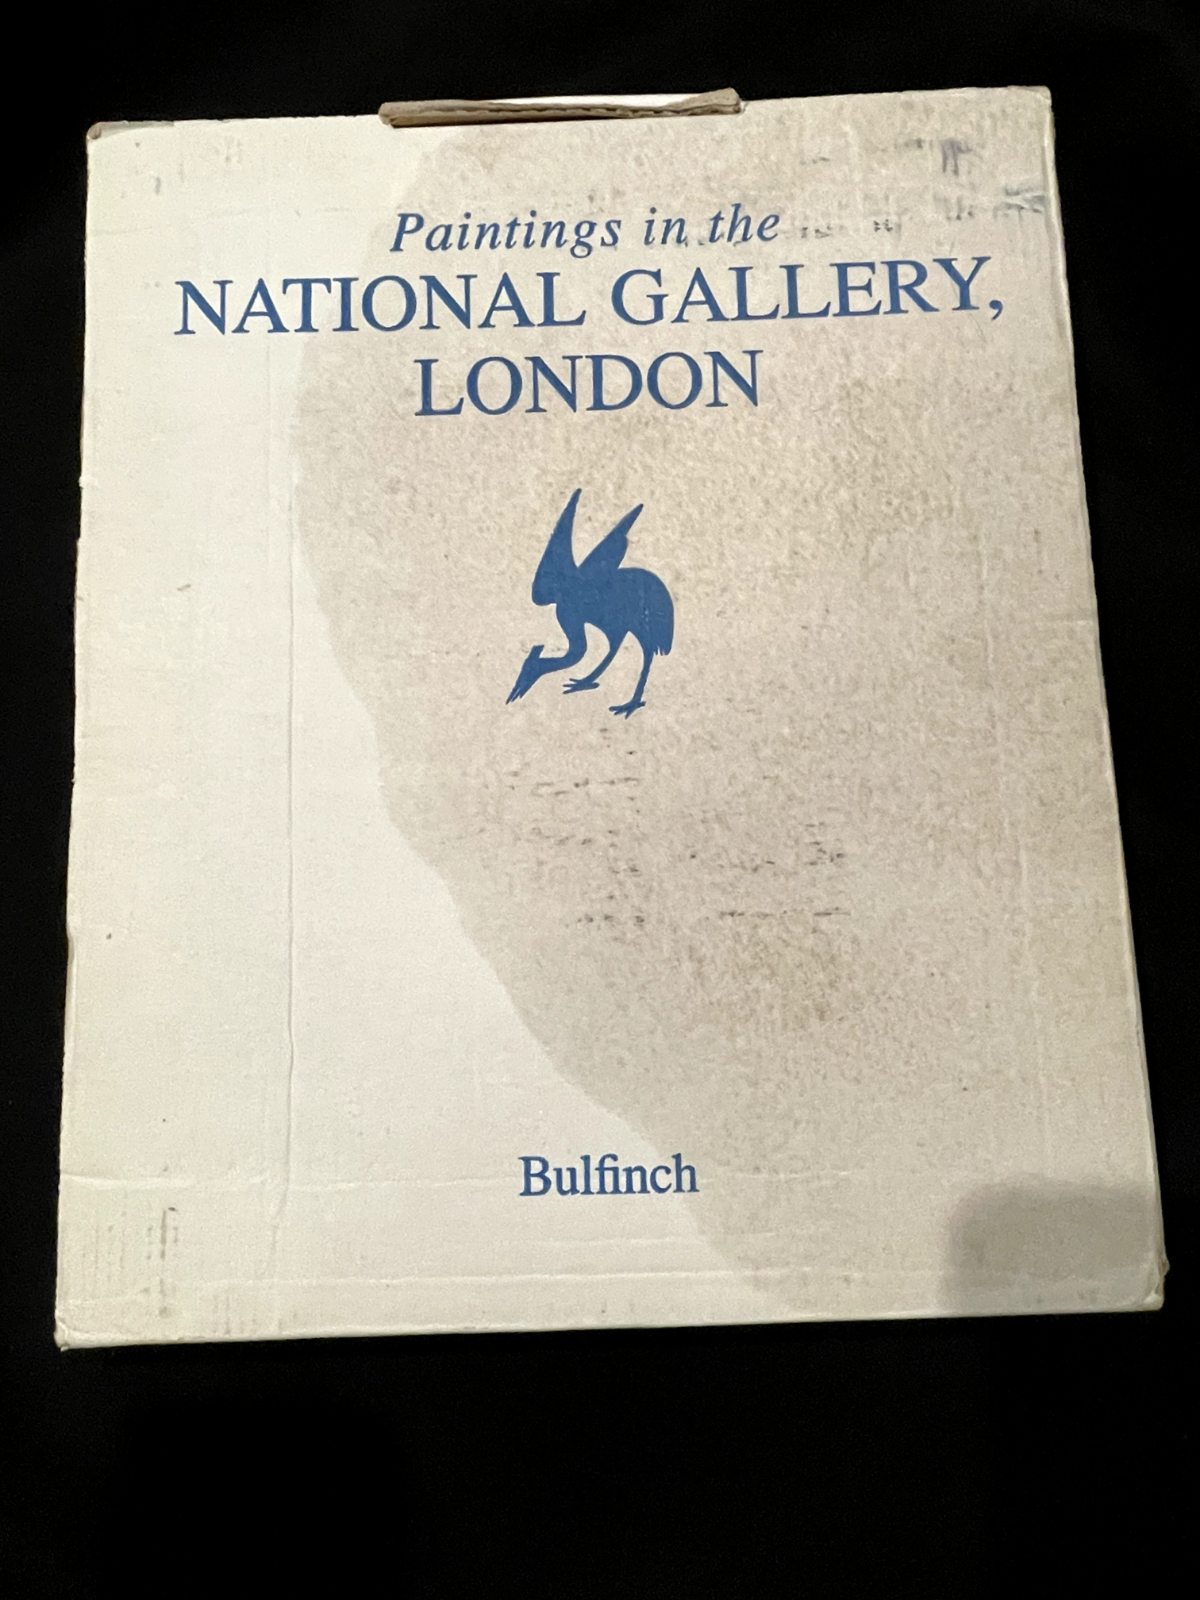 Paintings in the
NATIONAL GALLERY,
LONDON
Bulfinch